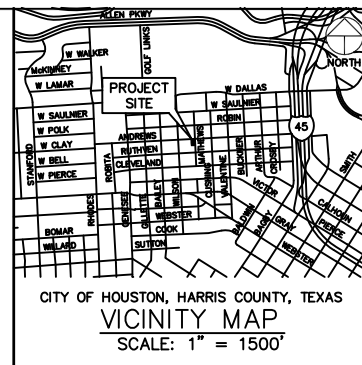 ALLEN PKWY
GOLF LINKS
W WALKER
McKINNEY
W LAMAR
NORTH
PROJECT
SITE
W DALLAS
W SAULNIER
W SAULNIER
ROBIN
W POLK
ANDREWS
45
W CLAY
RUTHVEN
W BELL
CLEVELAND
W PIERCE
STANFORD
RHODES
ROBITA
GENESEE
GILLETTE
BAILEY
WILSON
MATHEWS
CUSHING
VALENTINE
BUCKNER
ARTHUR
CROSBY
SMITH
VICTOR
CALHOUN
PIERCE
WEBSTER
BALDWIN
BAGBY
GRAY
WEBSTER
BOMAR
COOK
WILLARD
SUTTON
CITY OF HOUSTON, HARRIS COUNTY, TEXAS
VICINITY MAP
SCALE: 1" = 1500'